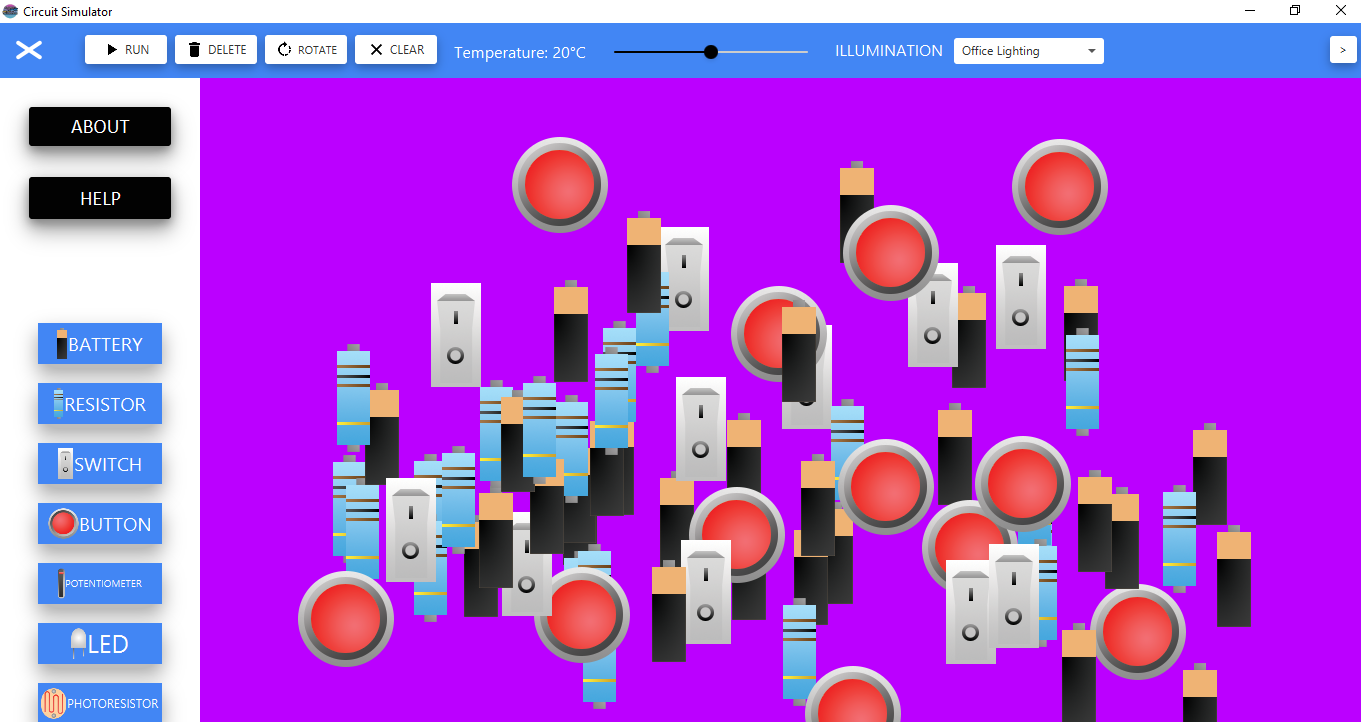 Circuit Simulator
RUN
DELETE
ROTATE
CLEAR
Temperature: 20°C
ILLUMINATION
Office Lighting
>
ABOUT
HELP
BATTERY
RESISTOR
SWITCH
BUTTON
POTENTIOMETER
LED
PHOTORESISTOR